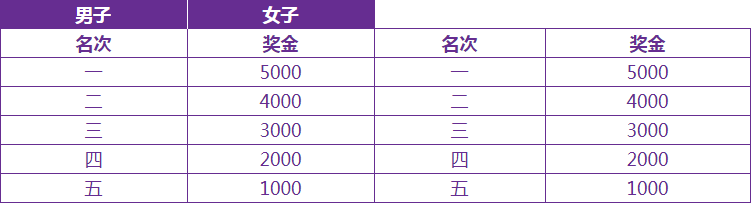 男子 女子
名次 奖金 名次 奖金
一 5000 一 5000
二 4000 二 4000
三 3000 三 3000
四 2000 四 2000
五 1000 五 1000